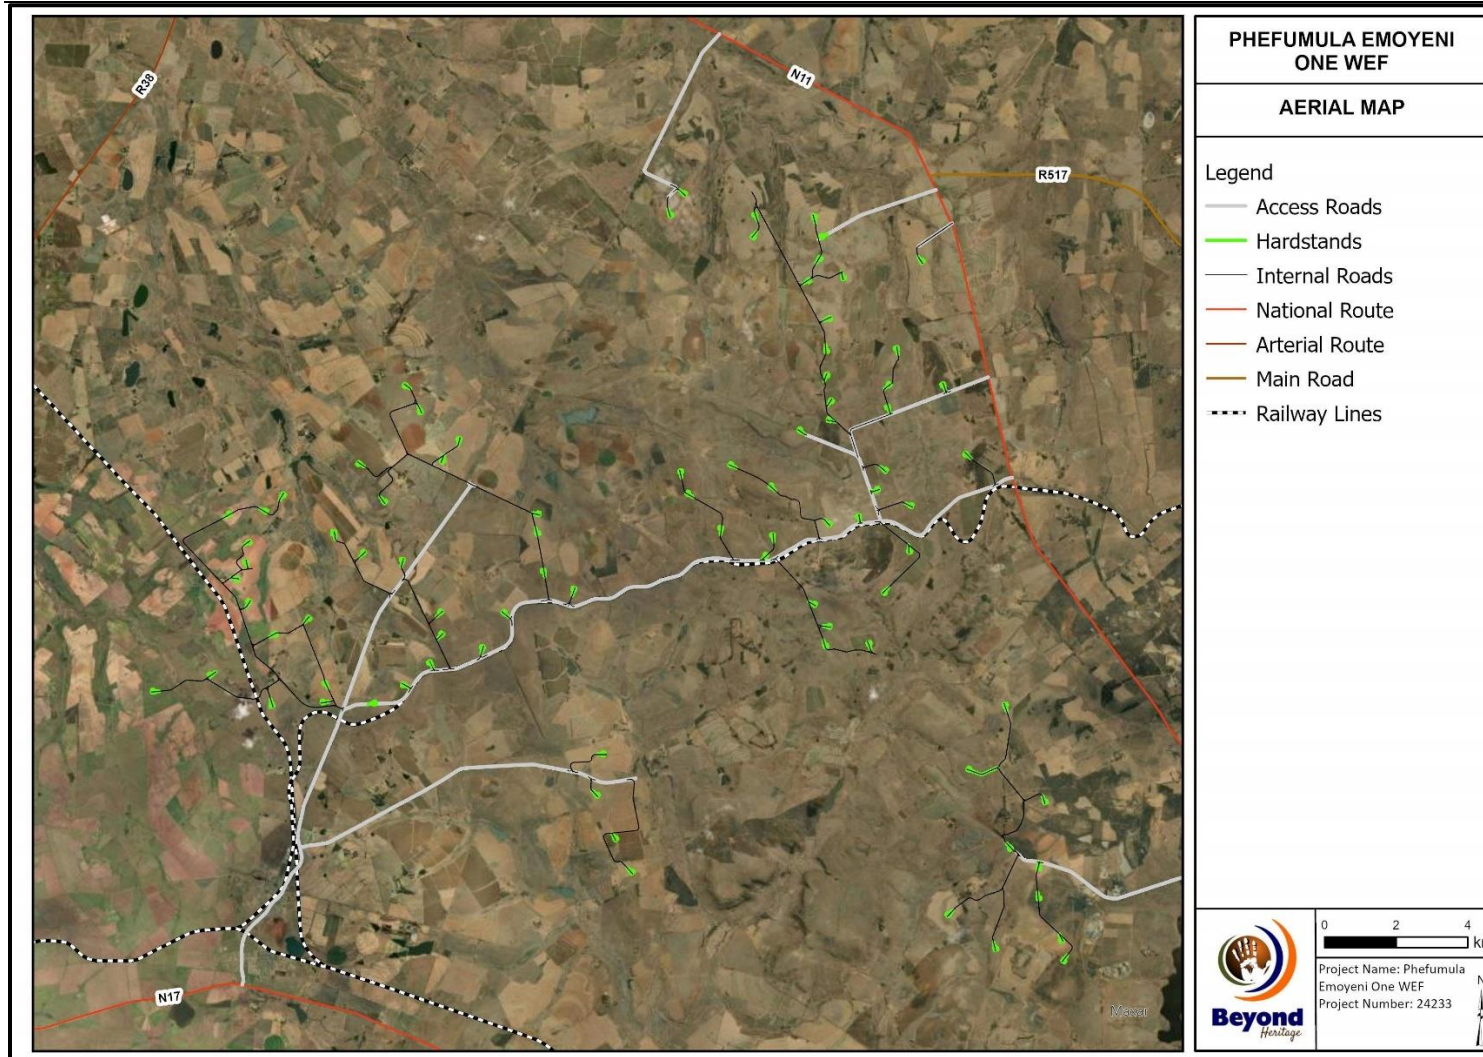 PHEFUMULA EMOYENI
ONE WEF
AERIAL MAP
Legend
Access Roads
Hardstands
Internal Roads
National Route
Arterial Route
Main Road
Railway Lines
R38
N11
R517
N17
Maxar
Beyond
Heritage
0 2 4
Project Name: Phefumula
Emoyeni One WEF
Project Number: 24233
N